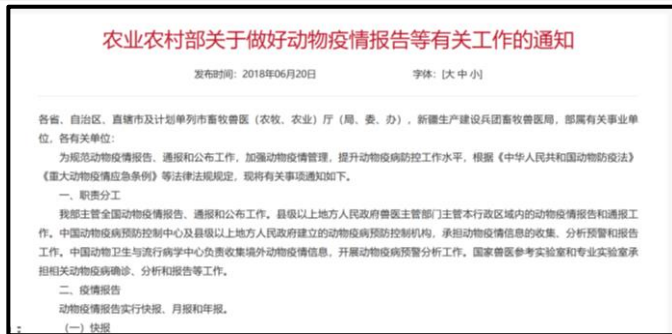 农业农村部关于做好动物疫情报告等有关工作的通知
发布时间：2018年06月20日 字体：[大 中 小]
各省、自治区、直辖市及计划单列市畜牧兽医（农牧、农业）厅（局、委、办），新疆生产建设兵团畜牧兽医局，部属有关事业单
位，各有关单位：
为规范动物疫情报告、通报和公布工作，加强动物疫情管理，提升动物疫病防控工作水平，根据《中华人民共和国动物防疫法》
《重大动物疫情应急条例》等法律法规规定，现将有关事项通知如下。
一、职责分工
我部主管全国动物疫情报告、通报和公布工作。县级以上地方人民政府兽医主管部门主管本行政区域内的动物疫情报告和通报工
作。中国动物疫病预防控制中心及县级以上地方人民政府建立的动物疫病预防控制机构，承担动物疫情信息的收集、分析预警和报告
工作。中国动物卫生与流行病学中心负责收集境外动物疫情信息，开展动物疫病预警分析工作。国家兽医参考实验室和专业实验室承
担相关动物疫病确诊、分析和报告等工作。
二、疫情报告
动物疫情报告实行快报、月报和年报。
（一）快报